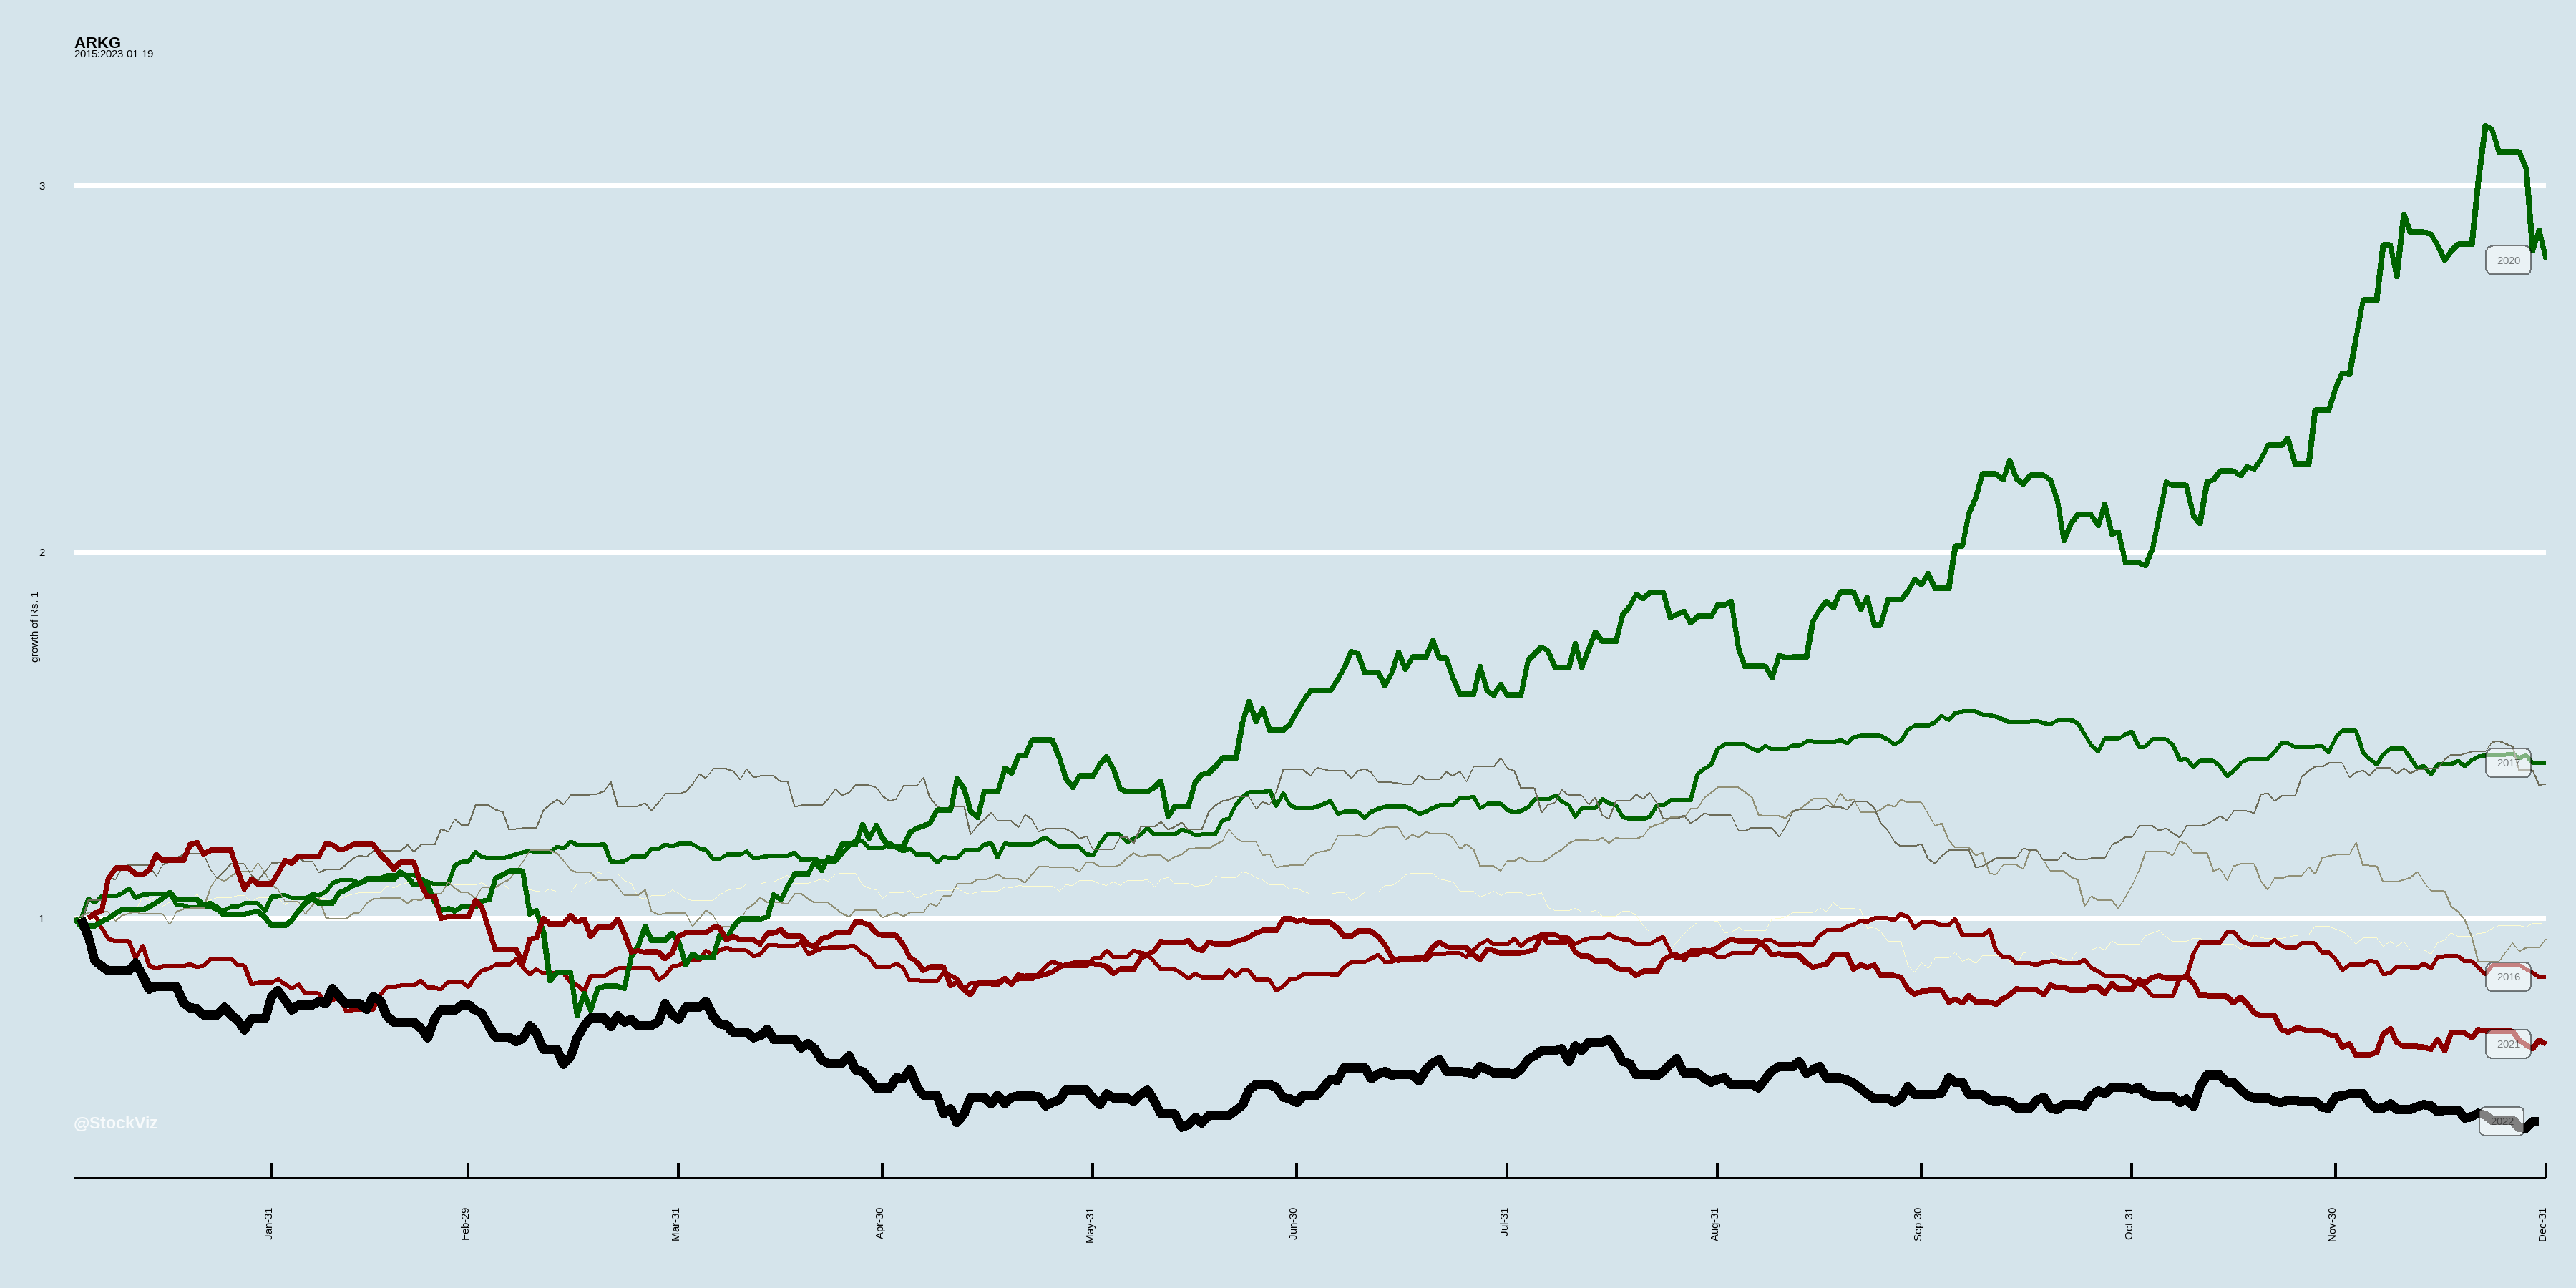 ARKG
2015:2023-01-19
3
2
1
growth of Rs. 1
2020
2017
2016
2021
2022
@StockViz
Jan-31
Feb-29
Mar-31
Apr-30
May-31
Jun-30
Jul-31
Aug-31
Sep-30
Oct-31
Nov-30
Dec-31